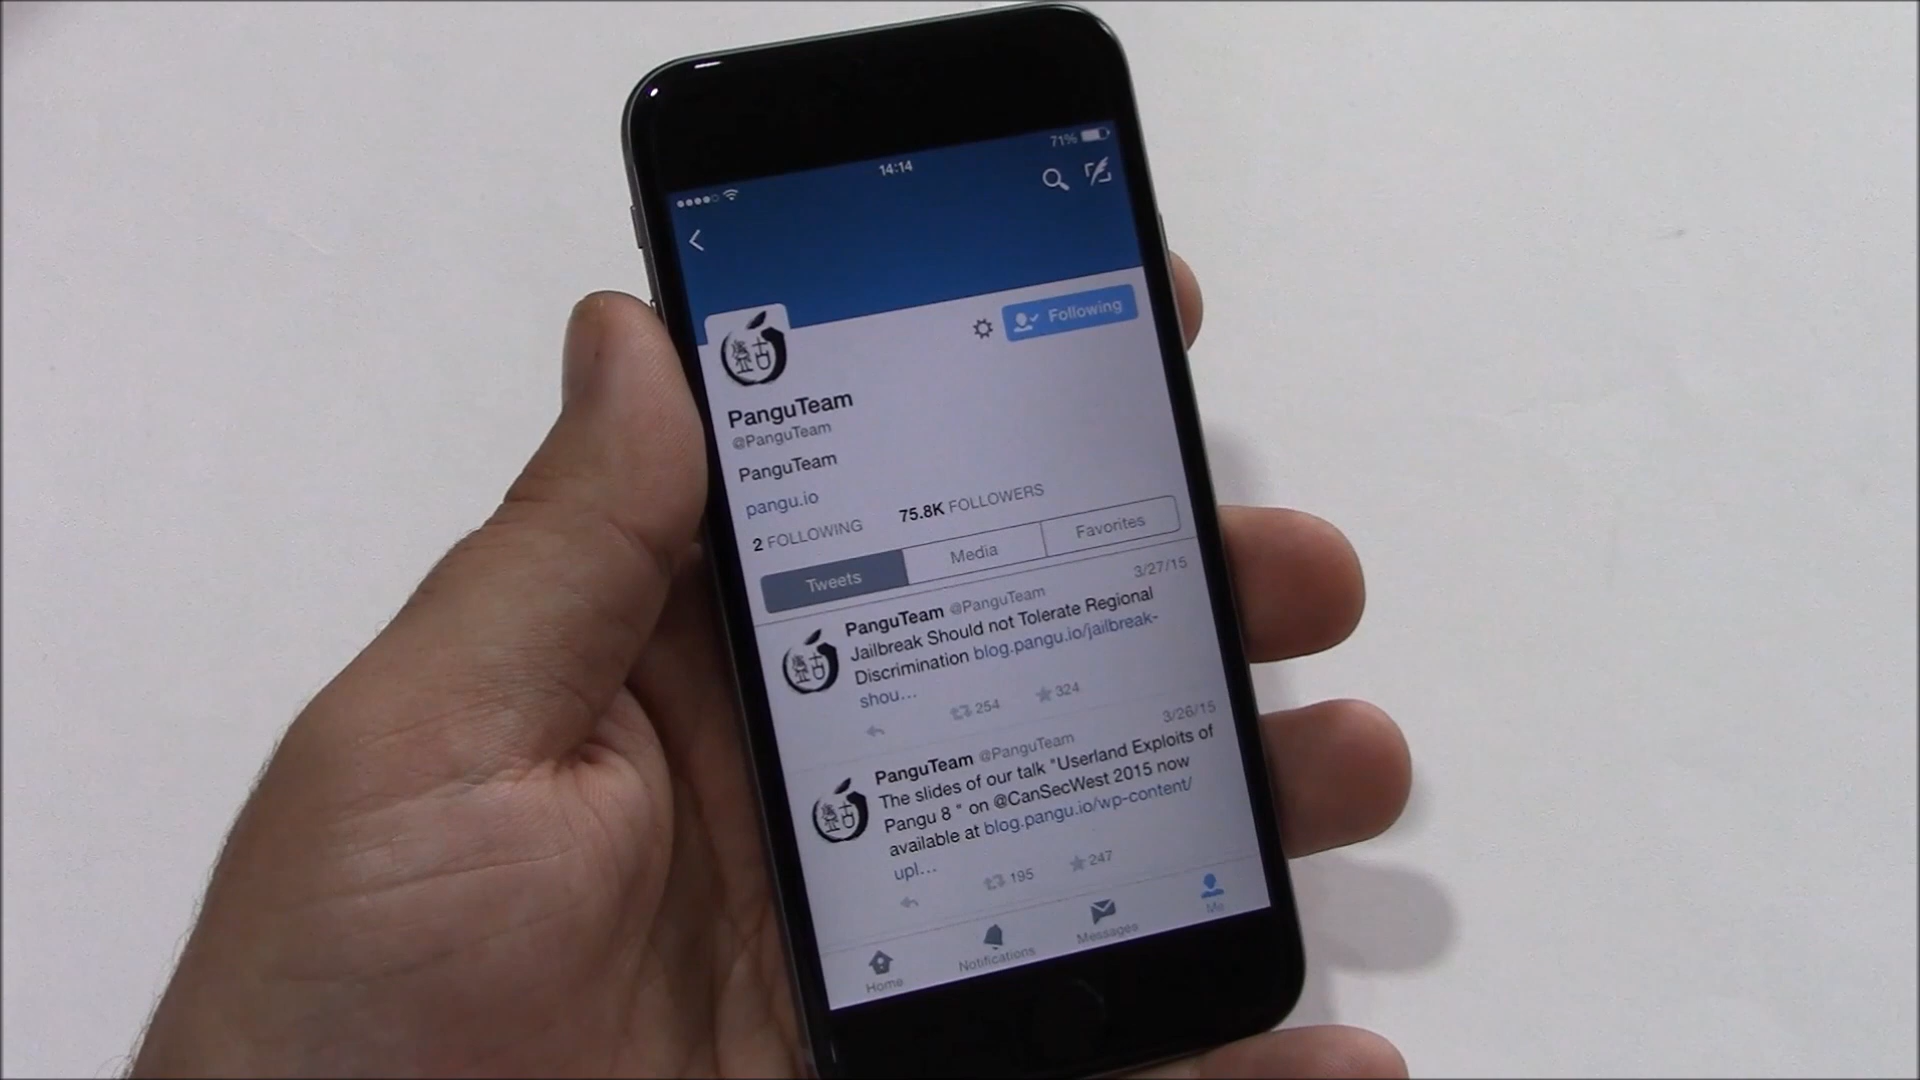 71%
14:14
Following
PanguTeam
@PanguTeam
PanguTeam
pangu.io
2 FOLLOWING 75.8K FOLLOWERS
Tweets Media Favorites
PanguTeam @PanguTeam 3/27/15
Jailbreak Should not Tolerate Regional
Discrimination blog.pangu.io/jailbreak-
shou...
254 324
PanguTeam @PanguTeam 3/26/15
The slides of our talk "Userland Exploits of
Pangu 8 " on @CanSecWest 2015 now
available at blog.pangu.io/wp-content/
upl...
195 247
Home Notifications Messages Me